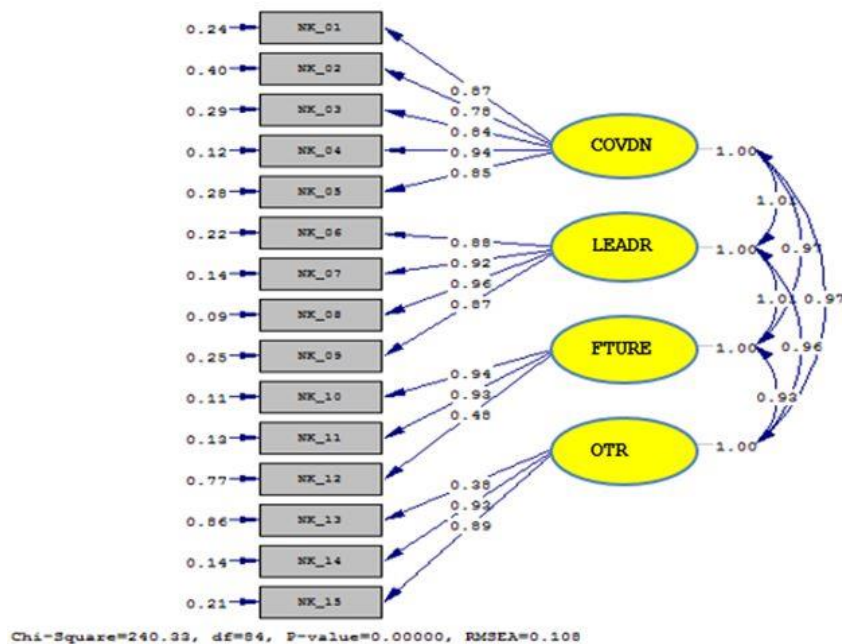 0.24 NK_01
0.40 NK_02
0.29 NK_03
0.12 NK_04
0.28 NK_05
0.22 NK_06
0.14 NK_07
0.09 NK_08
0.25 NK_09
0.11 NK_10
0.13 NK_11
0.77 NK_12
0.86 NK_13
0.14 NK_14
0.21 NK_15
0.87
0.78
0.84
0.94
0.85
0.88
0.92
0.96
0.87
0.94
0.93
0.48
0.38
0.92
0.89
COVDN 1.00
LEADR 1.00
FTURE 1.00
OTR 1.00
1.01
0.97
1.01 0.97
0.96
0.93
Chi-Square=240.33, df=84, P-value=0.00000, RMSEA=0.108